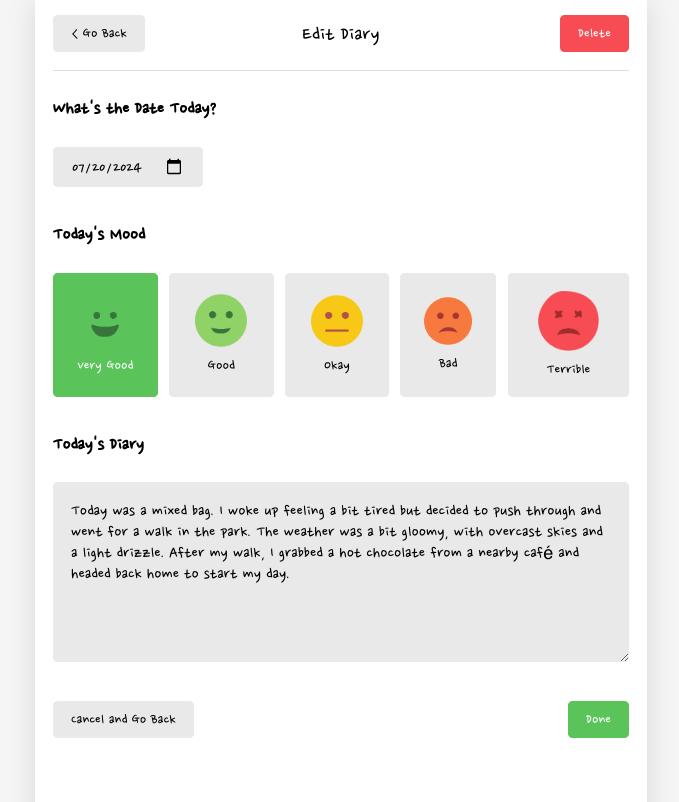 < Go Back
Edit Diary
Delete
What's the Date Today?
07/20/2024
Today's Mood
Very Good
Good
Okay
Bad
Terrible
Today's Diary
Today was a mixed bag. I woke up feeling a bit tired but decided to push through and
went for a walk in the park. The weather was a bit gloomy, with overcast skies and
a light drizzle. After my walk, I grabbed a hot chocolate from a nearby café and
headed back home to start my day.
Cancel and Go Back
Done